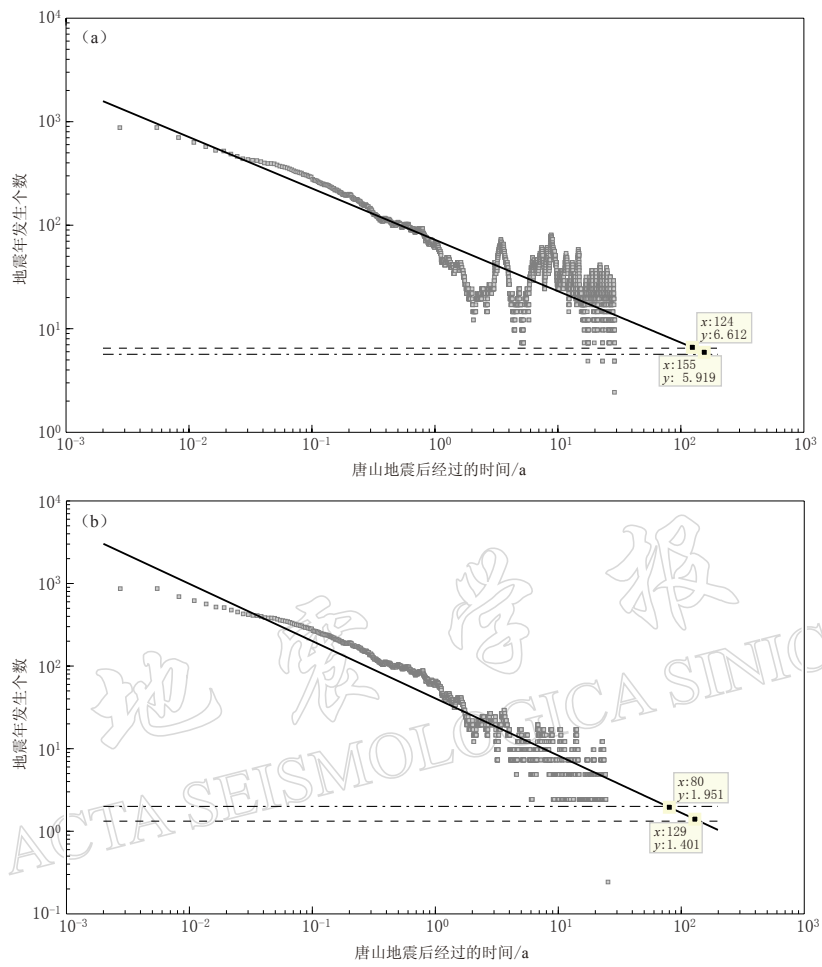 10⁴
(a)
10³
10²
10¹
10⁰
地震年发生个数
x:124
y:6.612
x:155
y: 5.919
10⁻³ 10⁻² 10⁻¹ 10⁰ 10¹ 10² 10³
唐山地震后经过的时间/a
10⁴
(b)
10³
10²
10¹
10⁰
10⁻¹
地震年发生个数
地震学报
ACTA SEISMOLOGICA SINIC
x:80
y:1.951
x:129
y:1.401
10⁻³ 10⁻² 10⁻¹ 10⁰ 10¹ 10² 10³
唐山地震后经过的时间/a